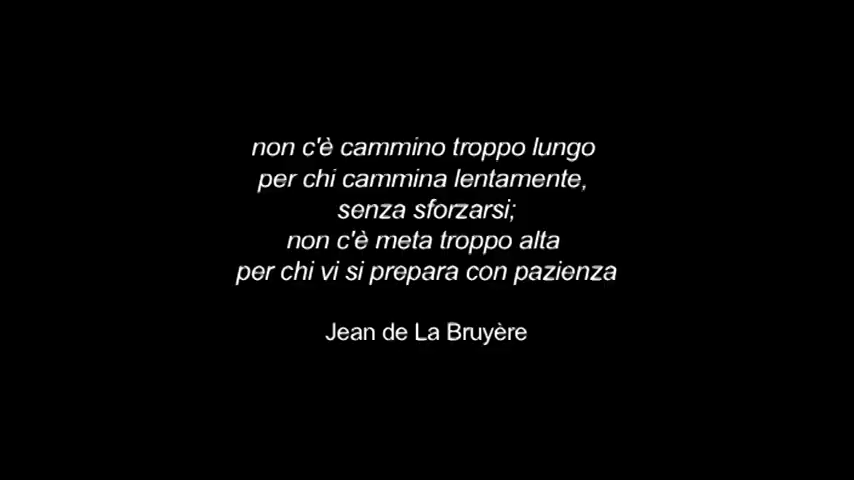 non c'è cammino troppo lungo
per chi cammina lentamente,
senza sforzarsi;
non c'è meta troppo alta
per chi vi si prepara con pazienza
Jean de La Bruyère